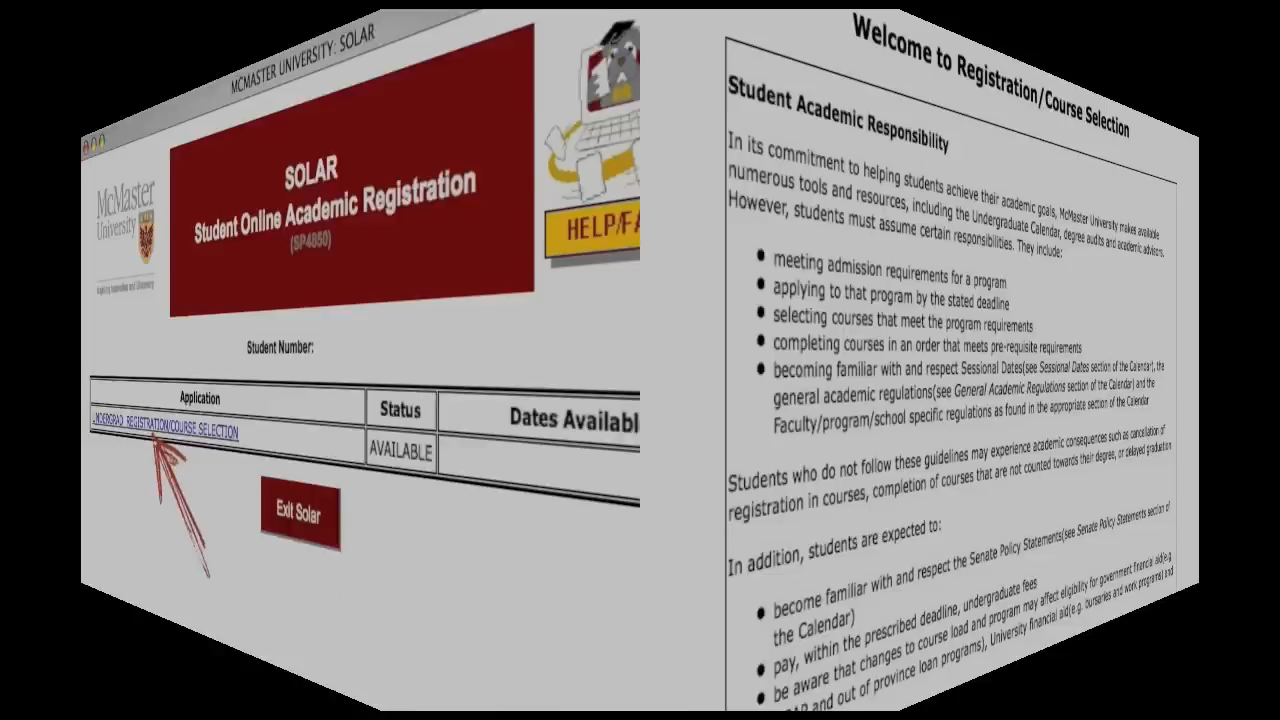 MCMASTER UNIVERSITY: SOLAR
McMaster
University
SOLAR
Student Online Academic Registration
(SP4850)
HELP/FA
Student Number:
Application
Status
Dates Availabl
UNDERGRAD REGISTRATION/COURSE SELECTION
AVAILABLE
Exit Solar
Welcome to Registration/Course Selection
Student Academic Responsibility
In its commitment to helping students achieve their academic goals, McMaster University makes available
numerous tools and resources, including the Undergraduate Calendar, degree audits and academic advisors.
However, students must assume certain responsibilities. They include:
meeting admission requirements for a program
applying to that program by the stated deadline
selecting courses that meet the program requirements
completing courses in an order that meets pre-requisite requirements
becoming familiar with and respect Sessional Dates(see Sessional Dates section of the Calendar), the
general academic regulations(see General Academic Regulations section of the Calendar) and the
Faculty/program/school specific regulations as found in the appropriate section of the Calendar
Students who do not follow these guidelines may experience academic consequences such as cancellation of
registration in courses, completion of courses that are not counted towards their degree, or delayed graduation
In addition, students are expected to:
become familiar with and respect the Senate Policy Statements(see Senate Policy Statements section of
the Calendar)
pay, within the prescribed deadline, undergraduate fees
be aware that changes to course load and program may affect eligibility for government financial aid(e.g
and out of province loan programs), University financial aid(e.g. bursaries and work programs) and